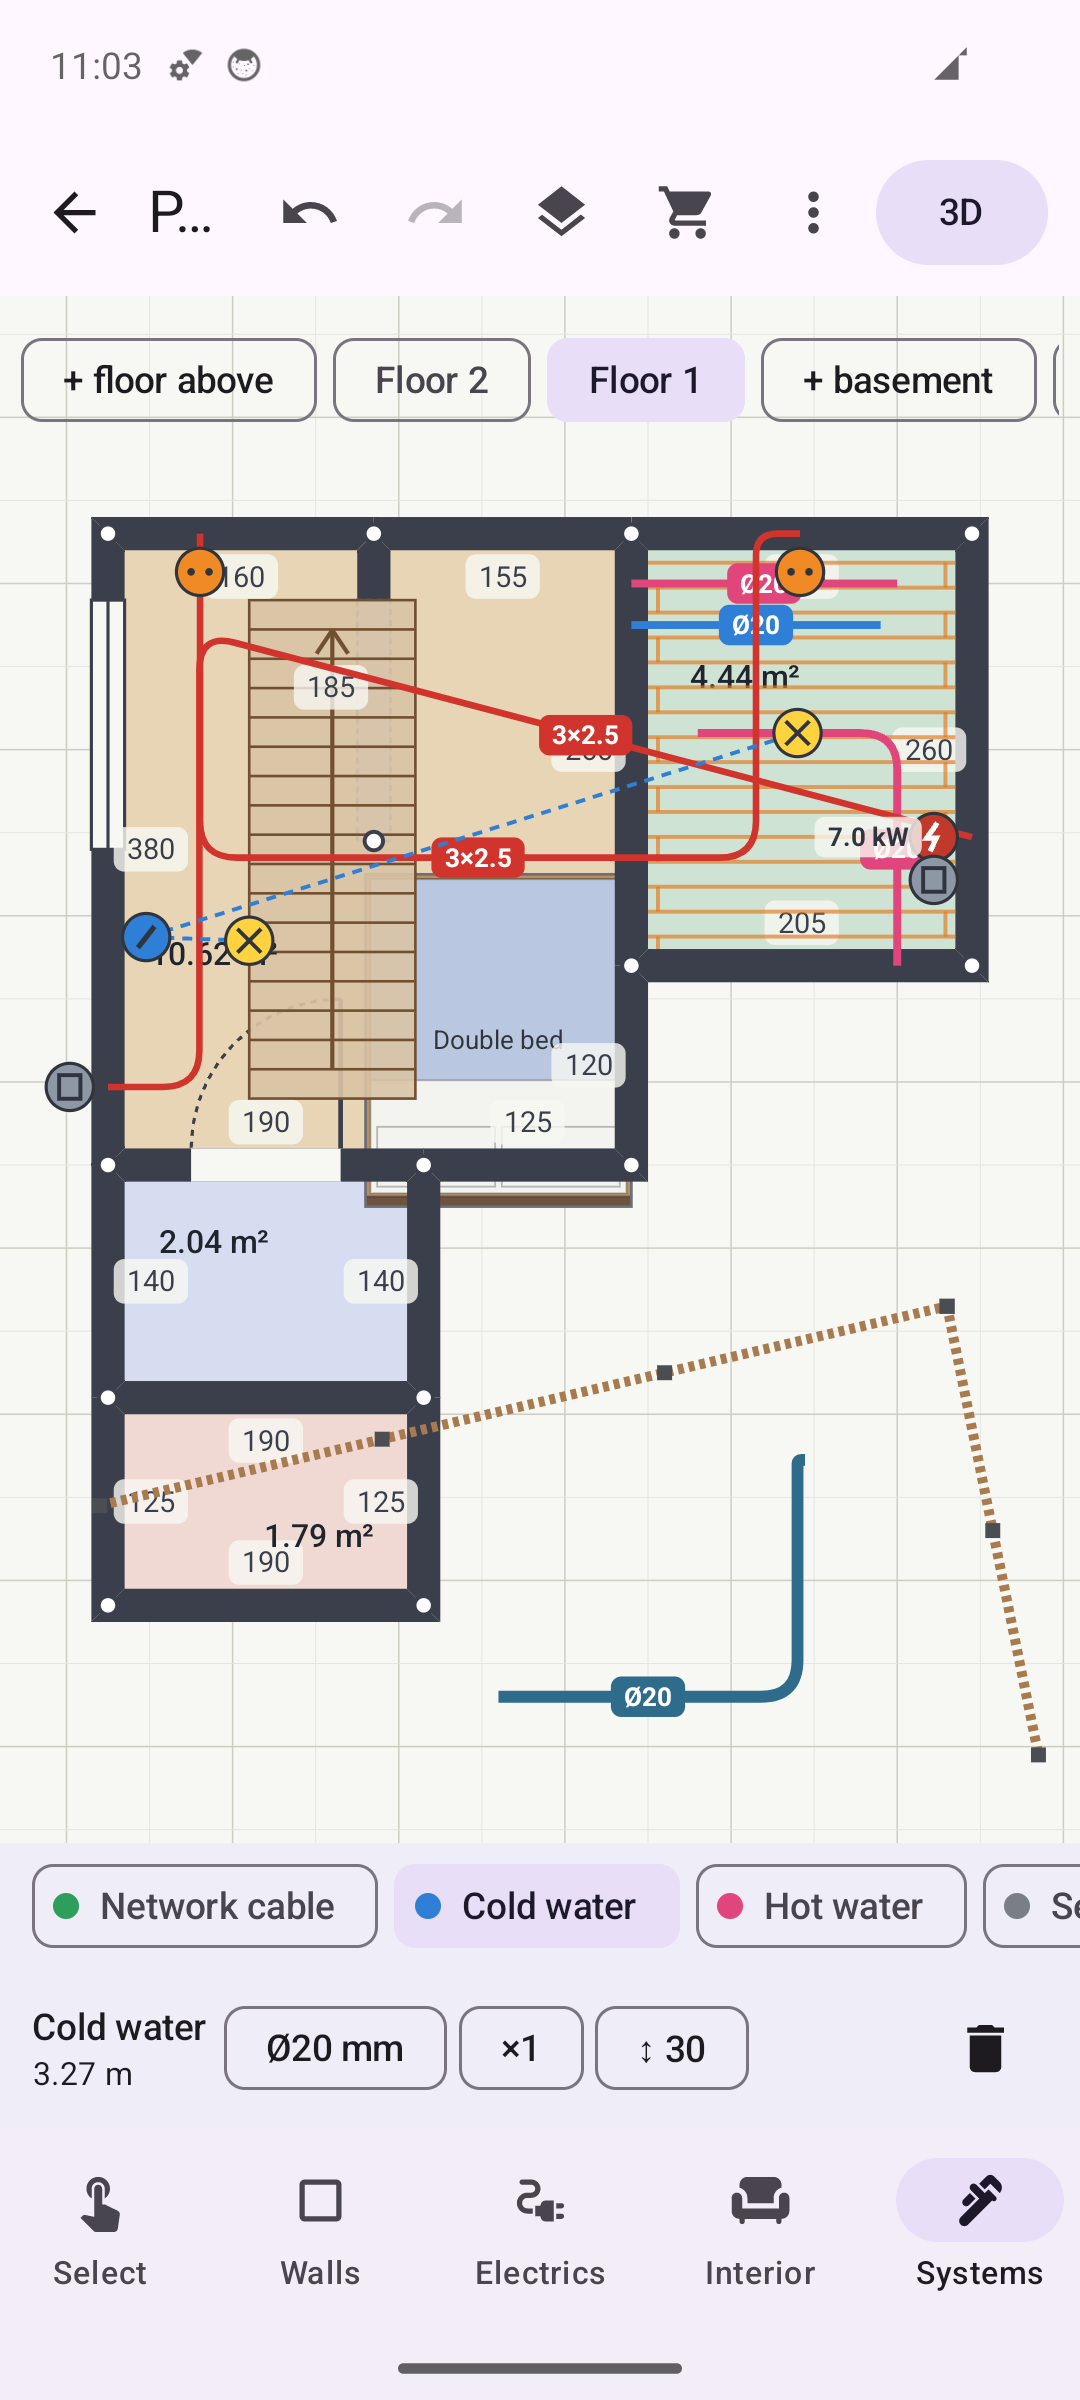 11:03
P...
3D
+ floor above
Floor 2
Floor 1
+ basement
160
155
Ø20
Ø20
4.44 m²
185
3×2.5
260
380
7.0 kW
3×2.5
205
Double bed
120
190
125
2.04 m²
140
140
190
125
125
1.79 m²
190
Ø20
Network cable
Cold water
Hot water
Cold water
3.27 m
Ø20 mm
×1
↕ 30
Select
Walls
Electrics
Interior
Systems